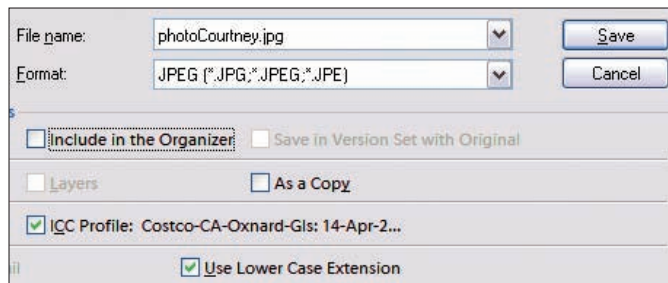 File name: photoCourtney.jpg Save
Format: JPEG (*.JPG;*.JPEG;*.JPE) Cancel
Include in the Organizer Save in Version Set with Original
Layers As a Copy
ICC Profile: Costco-CA-Oxnard-Gls: 14-Apr-2...
Use Lower Case Extension